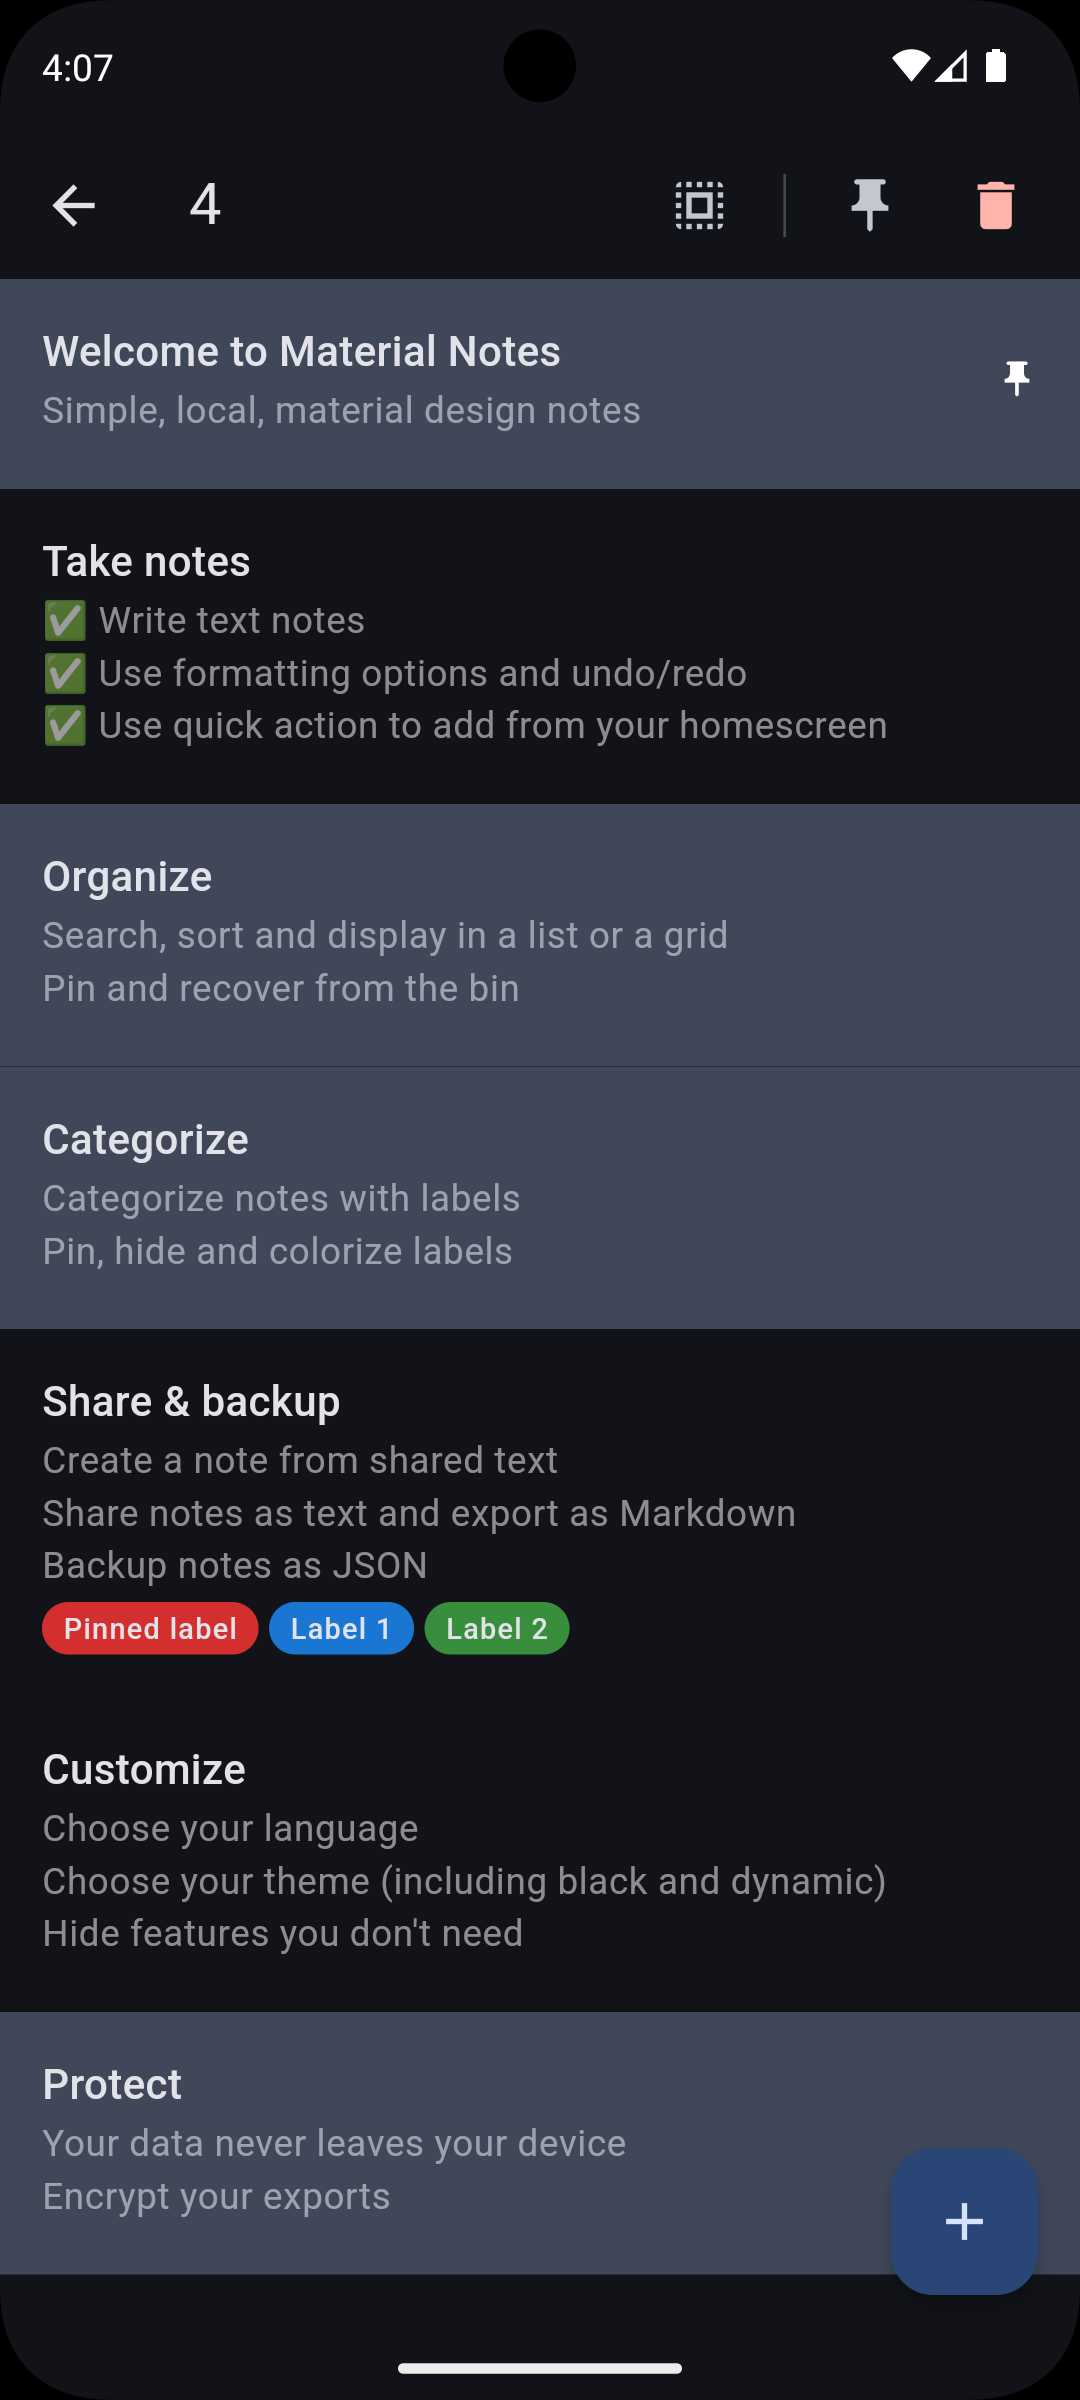 4:07
4
Welcome to Material Notes
Simple, local, material design notes
Take notes
✅ Write text notes
✅ Use formatting options and undo/redo
✅ Use quick action to add from your homescreen
Organize
Search, sort and display in a list or a grid
Pin and recover from the bin
Categorize
Categorize notes with labels
Pin, hide and colorize labels
Share & backup
Create a note from shared text
Share notes as text and export as Markdown
Backup notes as JSON
Pinned label Label 1 Label 2
Customize
Choose your language
Choose your theme (including black and dynamic)
Hide features you don't need
Protect
Your data never leaves your device
Encrypt your exports